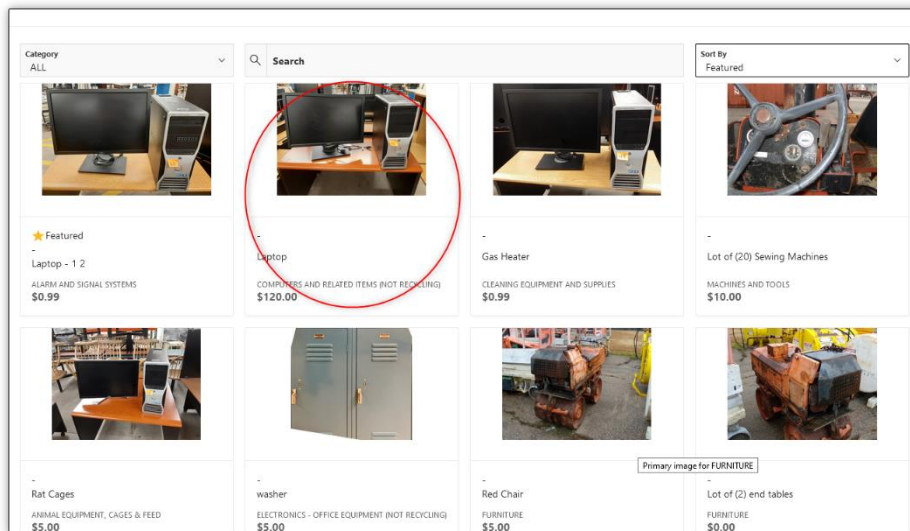 Category
ALL
Search
Sort By
Featured
Featured
-
Laptop - 1 2
ALARM AND SIGNAL SYSTEMS
$0.99
-
Laptop
COMPUTERS AND RELATED ITEMS (NOT RECYCLING)
$120.00
-
Gas Heater
CLEANING EQUIPMENT AND SUPPLIES
$0.99
-
Lot of (20) Sewing Machines
MACHINES AND TOOLS
$10.00
-
Rat Cages
ANIMAL EQUIPMENT, CAGES & FEED
$5.00
-
washer
ELECTRONICS - OFFICE EQUIPMENT (NOT RECYCLING)
$5.00
-
Red Chair
FURNITURE
$5.00
Primary image for FURNITURE
-
Lot of (2) end tables
FURNITURE
$0.00